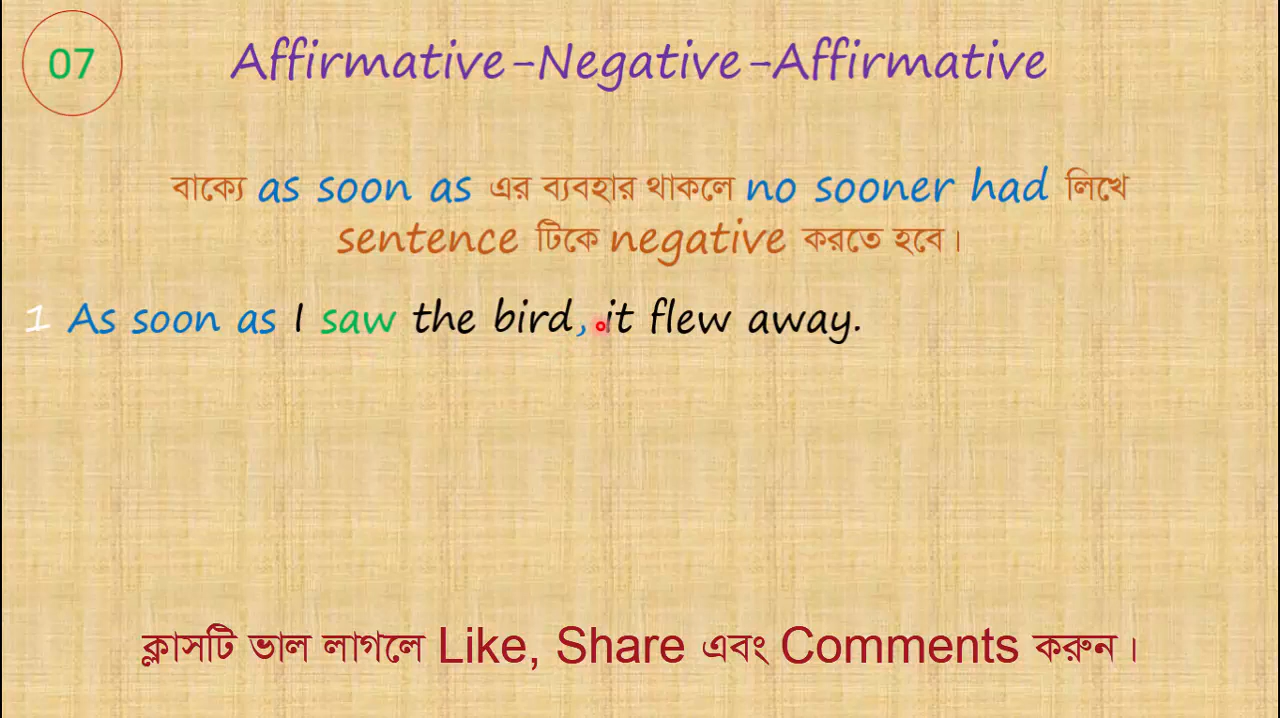 07
Affirmative-Negative-Affirmative
বাক্যে as soon as এর ব্যবহার থাকলে no sooner had লিখে
sentence টিকে negative করতে হবে।
1 As soon as I saw the bird, it flew away.
ক্লাসটি ভাল লাগলে Like, Share এবং Comments করুন।